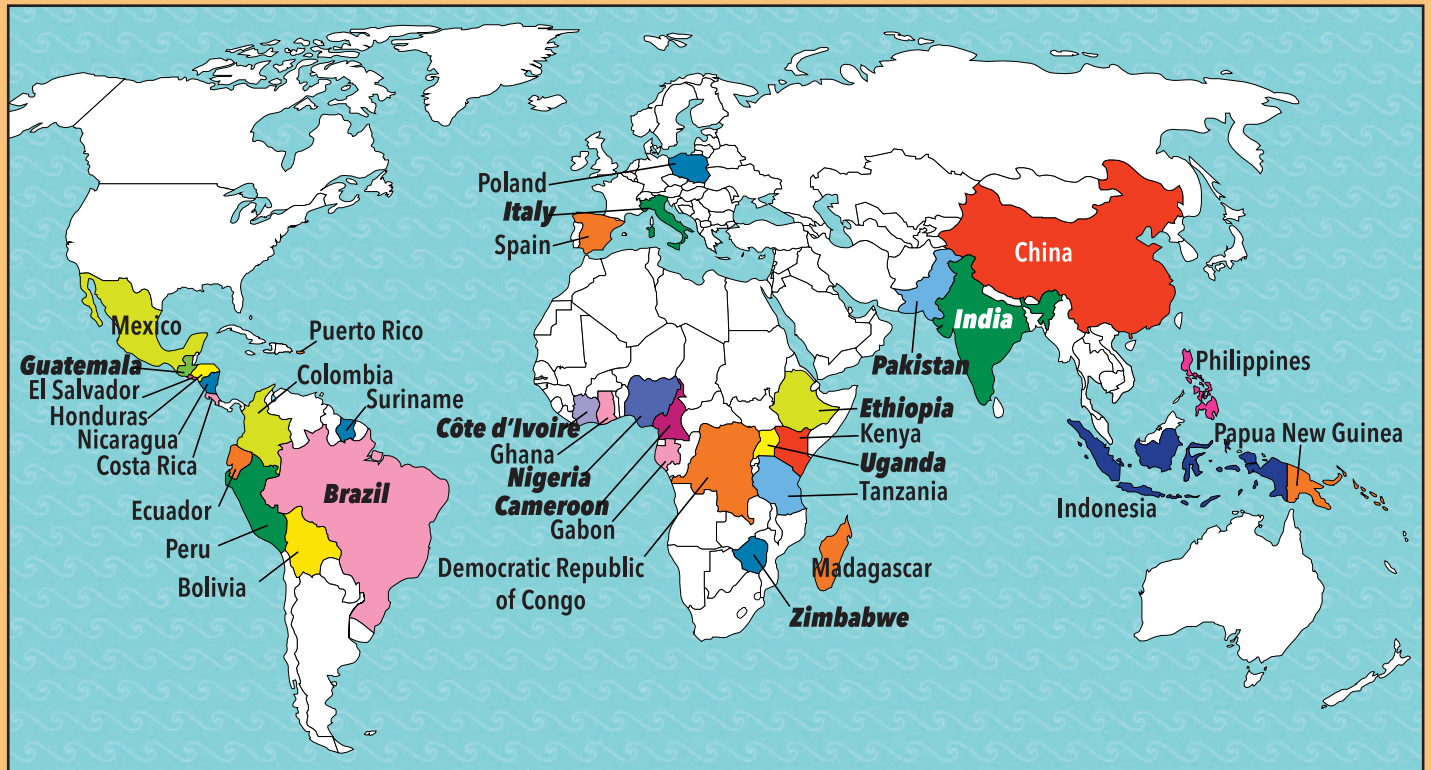 Poland
Italy
Spain
China
Mexico
Puerto Rico
India
Guatemala
El Salvador
Honduras
Nicaragua
Costa Rica
Colombia
Suriname
Pakistan
Philippines
Côte d'Ivoire
Ghana
Nigeria
Cameroon
Gabon
Ethiopia
Kenya
Uganda
Tanzania
Papua New Guinea
Indonesia
Ecuador
Peru
Bolivia
Brazil
Democratic Republic
of Congo
Madagascar
Zimbabwe